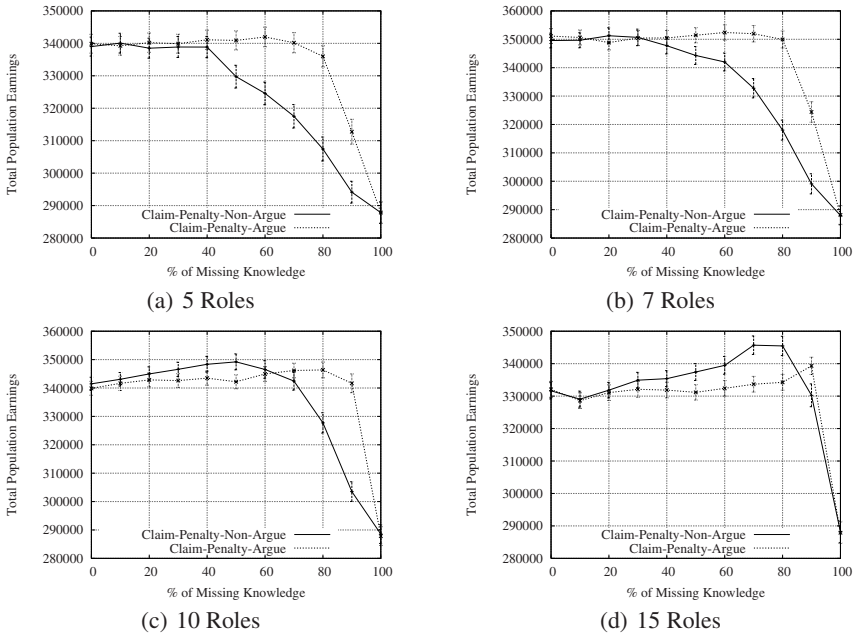 350000
340000
330000
320000
310000
300000
290000
280000
Total Population Earnings
Claim-Penalty-Non-Argue
Claim-Penalty-Argue
0 20 40 60 80 100
% of Missing Knowledge
(a) 5 Roles
360000
350000
340000
330000
320000
310000
300000
290000
280000
Total Population Earnings
Claim-Penalty-Non-Argue
Claim-Penalty-Argue
0 20 40 60 80 100
% of Missing Knowledge
(b) 7 Roles
360000
350000
340000
330000
320000
310000
300000
290000
280000
Total Population Earnings
Claim-Penalty-Non-Argue
Claim-Penalty-Argue
0 20 40 60 80 100
% of Missing Knowledge
(c) 10 Roles
350000
340000
330000
320000
310000
300000
290000
280000
Total Population Earnings
Claim-Penalty-Non-Argue
Claim-Penalty-Argue
0 20 40 60 80 100
% of Missing Knowledge
(d) 15 Roles